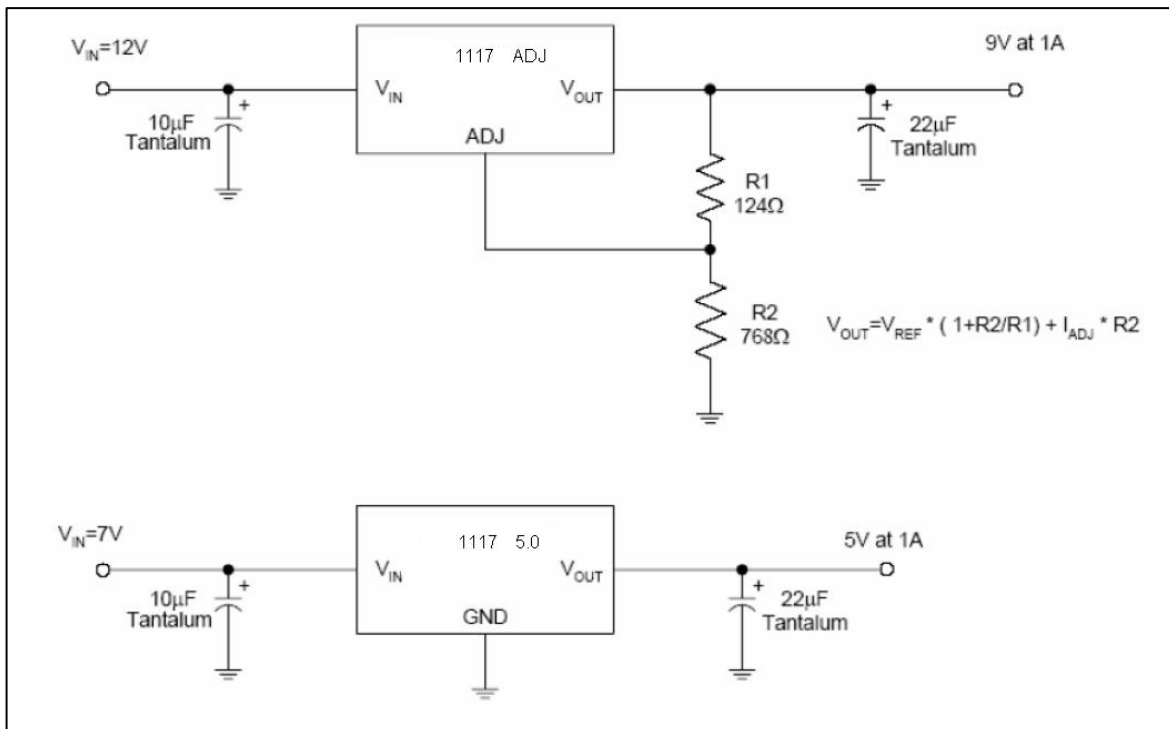 V_IN=12V
1117 ADJ
9V at 1A
V_IN
V_OUT
+
10μF
Tantalum
ADJ
+
22μF
Tantalum
R1
124Ω
R2
768Ω
V_OUT=V_REF * ( 1+R2/R1) + I_ADJ * R2
V_IN=7V
1117 5.0
5V at 1A
V_IN
V_OUT
+
10μF
Tantalum
GND
+
22μF
Tantalum